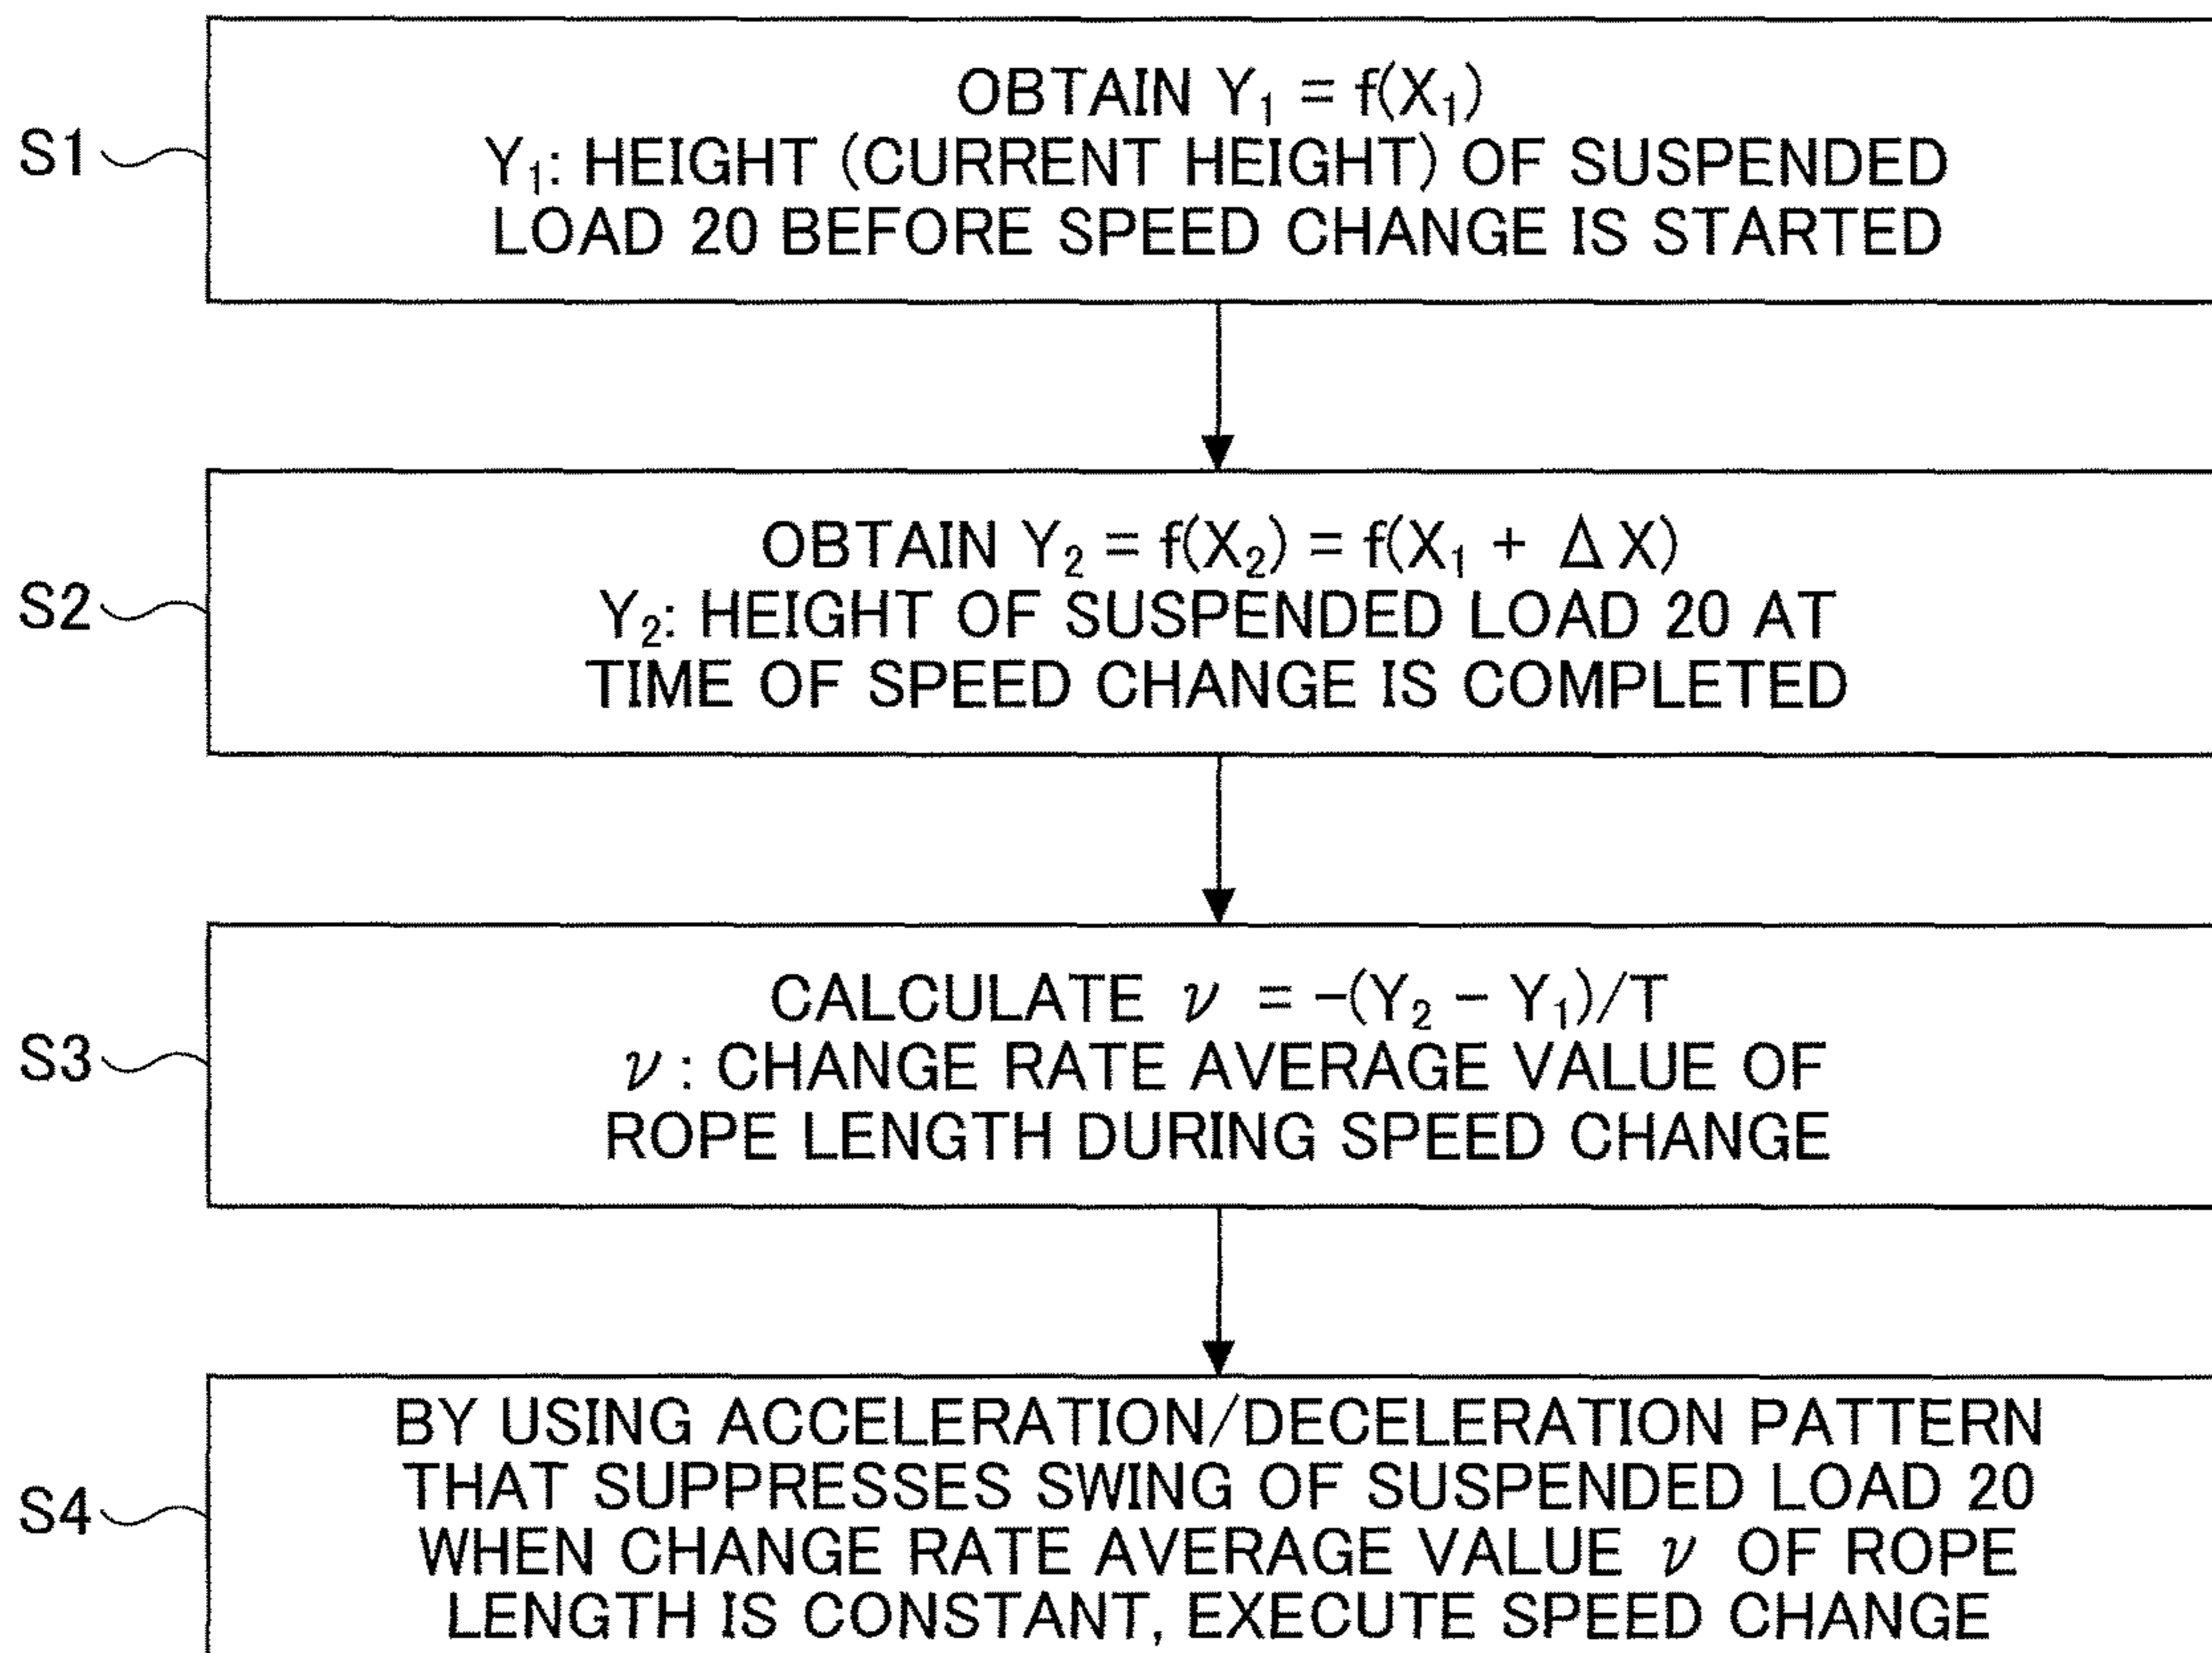 S1
OBTAIN Y₁ = f(X₁)
Y₁: HEIGHT (CURRENT HEIGHT) OF SUSPENDED
LOAD 20 BEFORE SPEED CHANGE IS STARTED
S2
OBTAIN Y₂ = f(X₂) = f(X₁ + ΔX)
Y₂: HEIGHT OF SUSPENDED LOAD 20 AT
TIME OF SPEED CHANGE IS COMPLETED
S3
CALCULATE ν = −(Y₂ − Y₁)/T
ν: CHANGE RATE AVERAGE VALUE OF
ROPE LENGTH DURING SPEED CHANGE
S4
BY USING ACCELERATION/DECELERATION PATTERN
THAT SUPPRESSES SWING OF SUSPENDED LOAD 20
WHEN CHANGE RATE AVERAGE VALUE ν OF ROPE
LENGTH IS CONSTANT, EXECUTE SPEED CHANGE